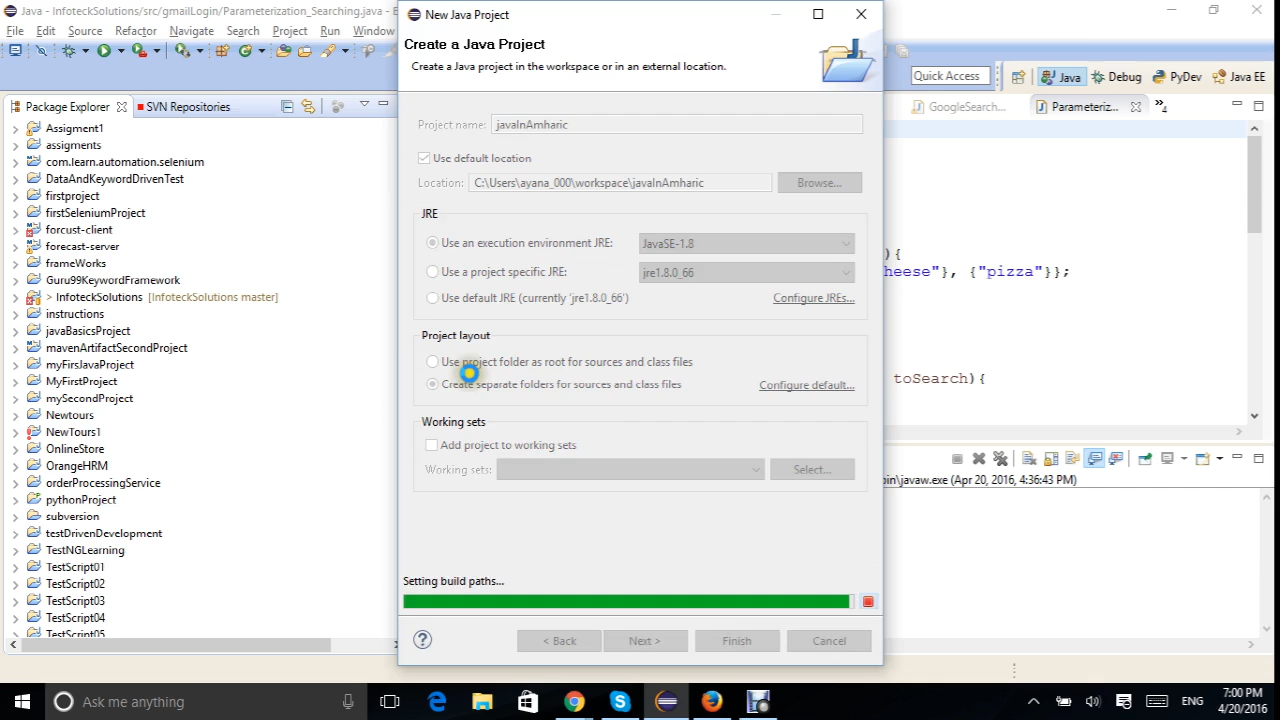 Java - InfoteckSolutions/src/gmailLogin/Parameterization_Searching.java - E
New Java Project
File Edit Source Refactor Navigate Search Project Run Window
Create a Java Project
Create a Java project in the workspace or in an external location.
Quick Access
Java Debug PyDev Java EE
Package Explorer SVN Repositories
GoogleSearch... Parameteriz... 4
Assigment1
assigments
com.learn.automation.selenium
DataAndKeywordDrivenTest
firstproject
firstSeleniumProject
forcust-client
forecast-server
frameWorks
Guru99KeywordFramework
> InfoteckSolutions [InfoteckSolutions master]
instructions
javaBasicsProject
mavenArtifactSecondProject
myFirsJavaProject
MyFirstProject
mySecondProject
Newtours
NewTours1
OnlineStore
OrangeHRM
orderProcessingService
pythonProject
subversion
testDrivenDevelopment
TestNGLearning
TestScript01
TestScript02
TestScript03
TestScript04
TestScript05
Project name: javaInAmharic
Use default location
Location: C:\Users\ayana_000\workspace\javaInAmharic Browse...
JRE
Use an execution environment JRE: JavaSE-1.8
Use a project specific JRE: jre1.8.0_66
Use default JRE (currently 'jre1.8.0_66') Configure JREs...
Project layout
Use project folder as root for sources and class files
Create separate folders for sources and class files Configure default...
Working sets
Add project to working sets
Working sets: Select...
Setting build paths...
< Back Next > Finish Cancel
){
heese"}, {"pizza"}};
toSearch){
bin\javaw.exe (Apr 20, 2016, 4:36:43 PM)
Ask me anything
ENG
7:00 PM
4/20/2016